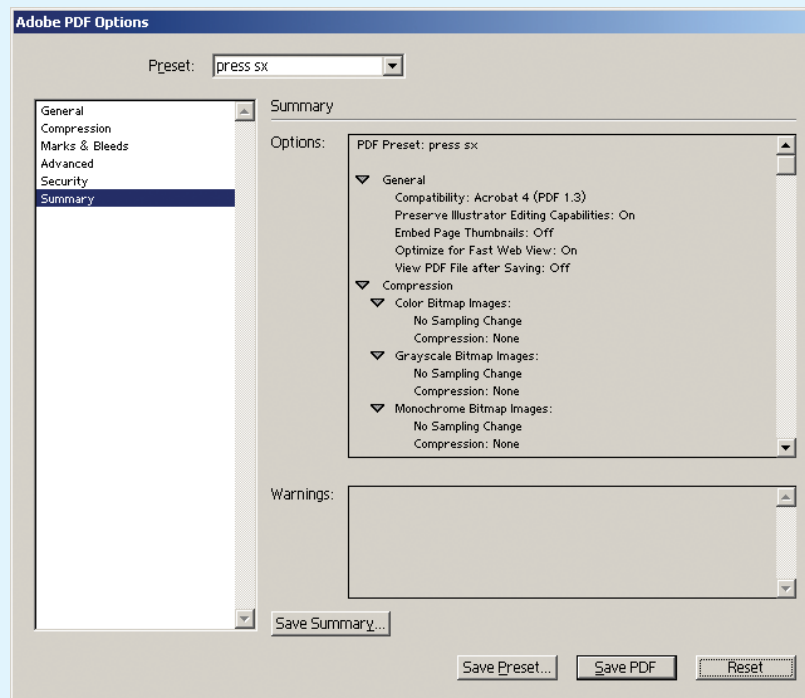 Adobe PDF Options
Preset: press sx
General
Compression
Marks & Bleeds
Advanced
Security
Summary
Summary
Options:
PDF Preset: press sx
General
Compatibility: Acrobat 4 (PDF 1.3)
Preserve Illustrator Editing Capabilities: On
Embed Page Thumbnails: Off
Optimize for Fast Web View: On
View PDF File after Saving: Off
Compression
Color Bitmap Images:
No Sampling Change
Compression: None
Grayscale Bitmap Images:
No Sampling Change
Compression: None
Monochrome Bitmap Images:
No Sampling Change
Compression: None
Warnings:
Save Summary...
Save Preset... Save PDF Reset